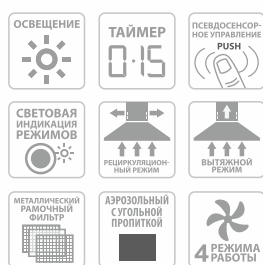 ОСВЕЩЕНИЕ
ТАЙМЕР
0:15
ПСЕВДОСЕНСОР-
НОЕ УПРАВЛЕНИЕ
PUSH
СВЕТОВАЯ
ИНДИКАЦИЯ
РЕЖИМОВ
РЕЦИРКУЛЯЦИОН-
НЫЙ РЕЖИМ
ВЫТЯЖНОЙ
РЕЖИМ
МЕТАЛЛИЧЕСКИЙ
РАМОЧНЫЙ
ФИЛЬТР
АЭРОЗОЛЬНЫЙ
С УГОЛЬНОЙ
ПРОПИТКОЙ
4 РЕЖИМА
РАБОТЫ